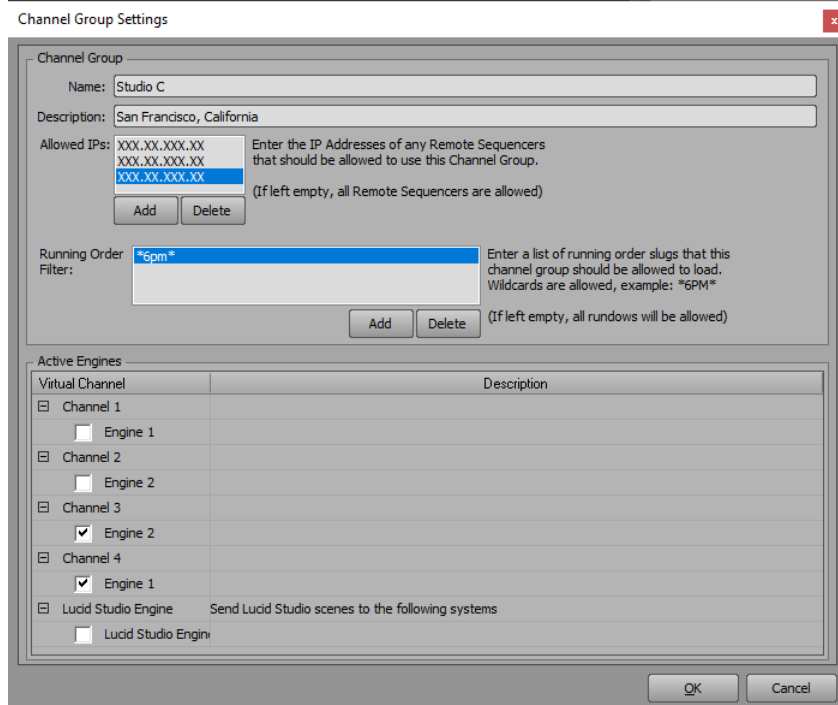 Channel Group Settings
x
Channel Group
Name: Studio C
Description: San Francisco, California
Allowed IPs: XXX.XX.XXX.XX
XXX.XX.XXX.XX
XXX.XX.XXX.XX
Enter the IP Addresses of any Remote Sequencers
that should be allowed to use this Channel Group.
(If left empty, all Remote Sequencers are allowed)
Add Delete
Running Order
Filter:
*6pm*
Enter a list of running order slugs that this
channel group should be allowed to load.
Wildcards are allowed, example: *6PM*
(If left empty, all rundows will be allowed)
Add Delete
Active Engines
Virtual Channel Description
Channel 1
Engine 1
Channel 2
Engine 2
Channel 3
Engine 2
Channel 4
Engine 1
Lucid Studio Engine Send Lucid Studio scenes to the following systems
Lucid Studio Engin
OK Cancel